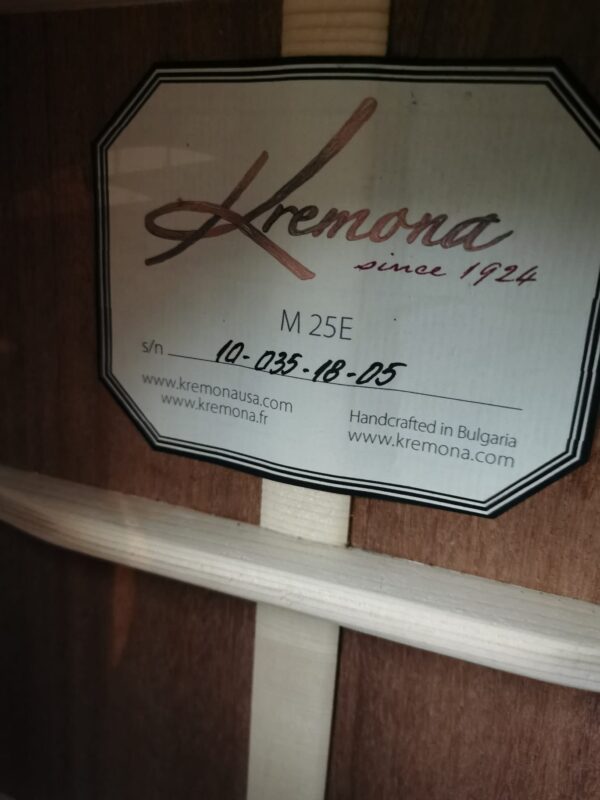 Kremona
since 1924
M 25E
s/n 10-035-18-05
www.kremonausa.com
www.kremona.fr
Handcrafted in Bulgaria
www.kremona.com